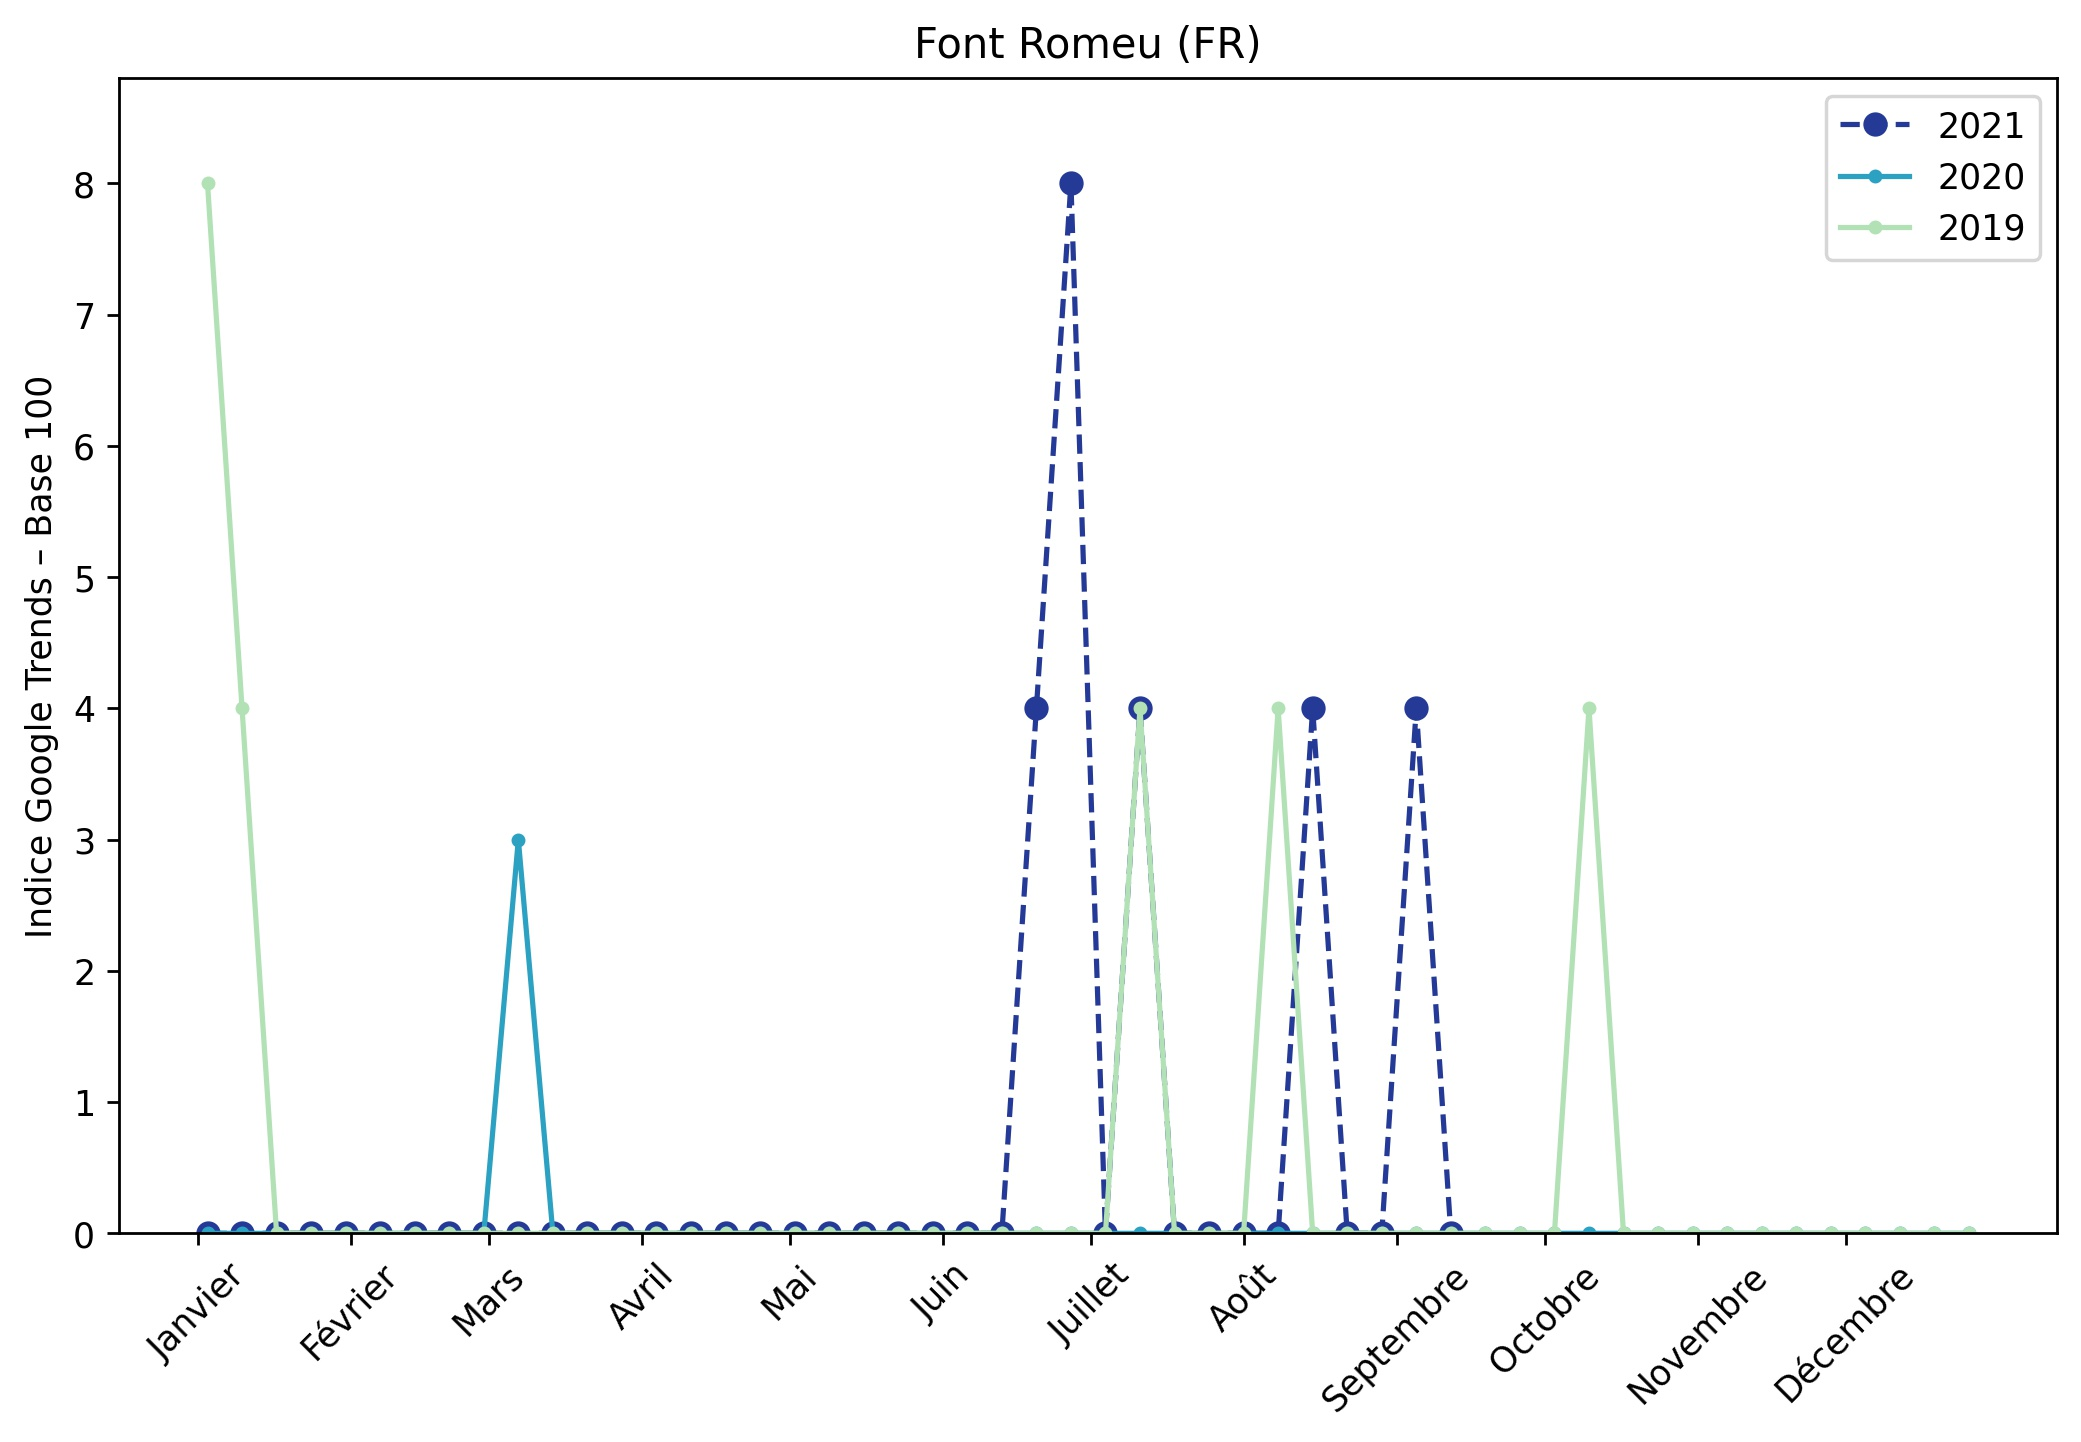 Font Romeu (FR)
2021
2020
2019
Indice Google Trends – Base 100
8
7
6
5
4
3
2
1
0
Janvier
Février
Mars
Avril
Mai
Juin
Juillet
Août
Septembre
Octobre
Novembre
Décembre